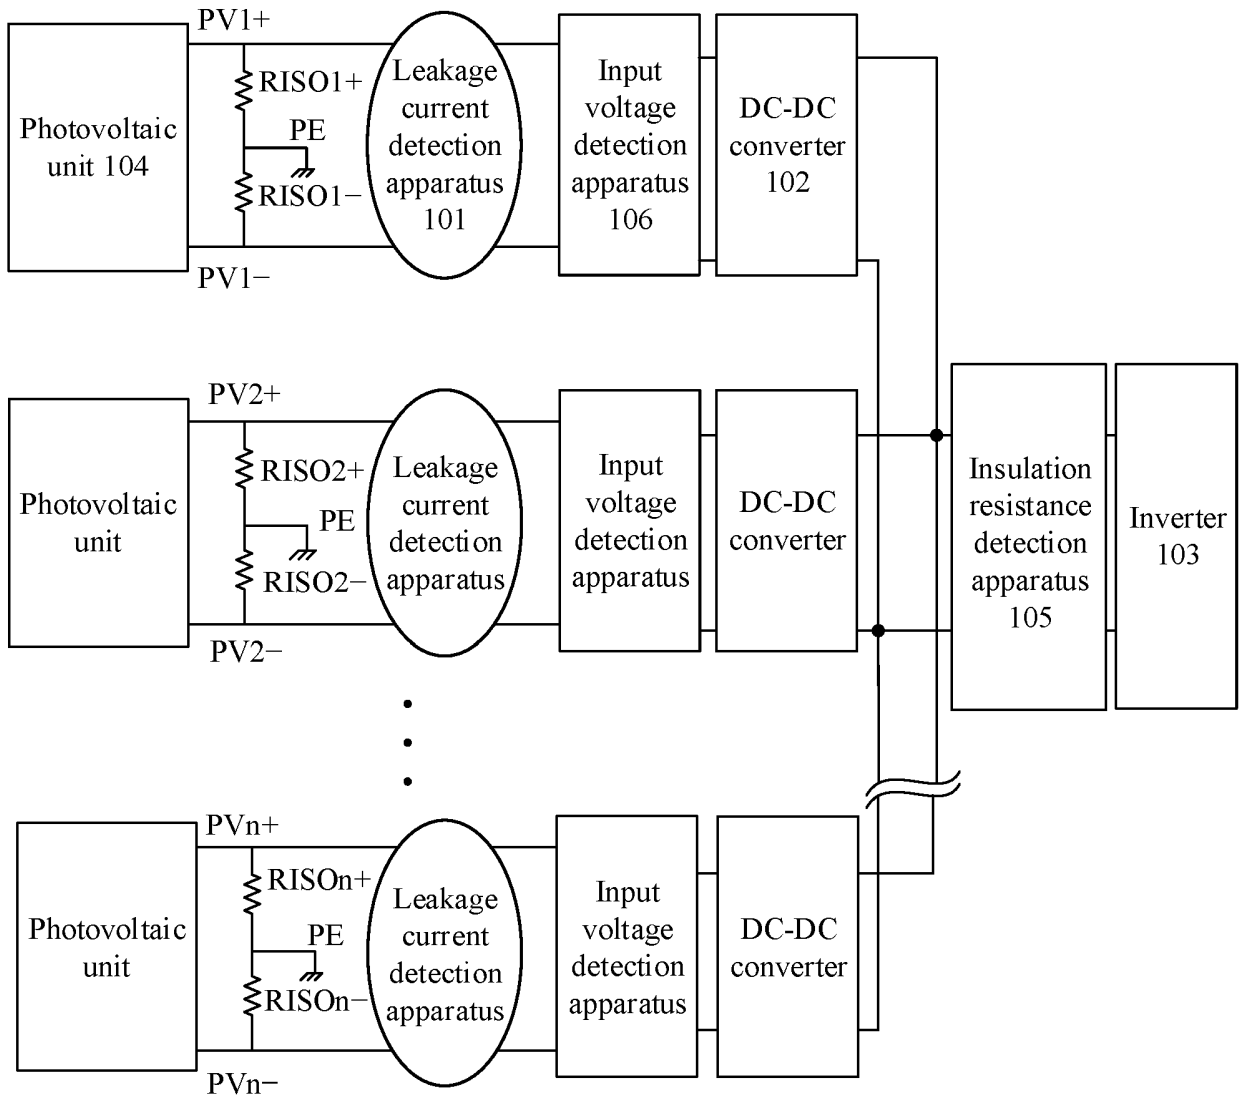 PV1+
Photovoltaic
unit 104
RISO1+
PE
RISO1−
PV1−
Leakage
current
detection
apparatus
101
Input
voltage
detection
apparatus
106
DC-DC
converter
102
PV2+
Photovoltaic
unit
RISO2+
PE
RISO2−
PV2−
Leakage
current
detection
apparatus
Input
voltage
detection
apparatus
DC-DC
converter
Insulation
resistance
detection
apparatus
105
Inverter
103
PVn+
Photovoltaic
unit
RISOn+
PE
RISOn−
PVn−
Leakage
current
detection
apparatus
Input
voltage
detection
apparatus
DC-DC
converter